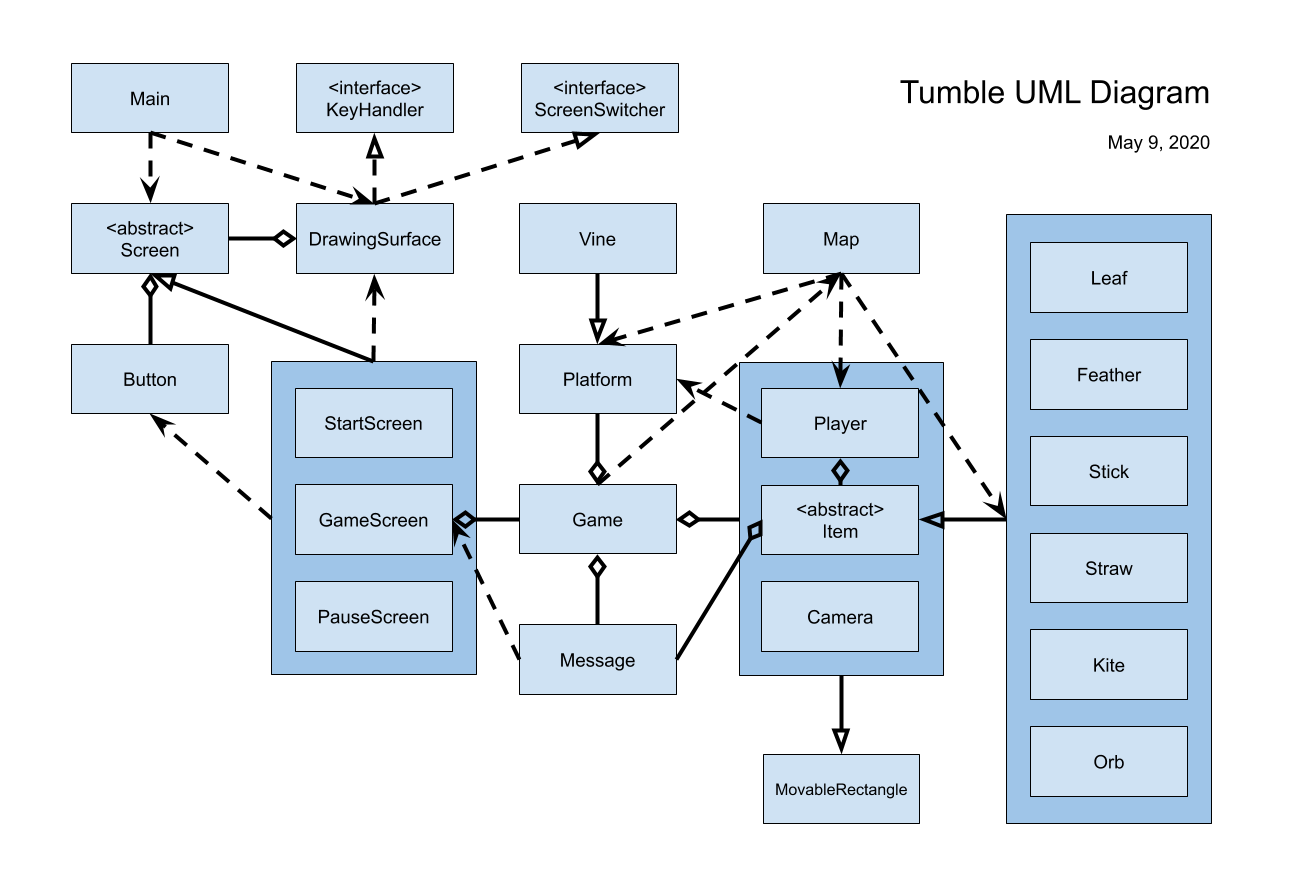 Tumble UML Diagram
May 9, 2020
Main
<interface>
KeyHandler
<interface>
ScreenSwitcher
<abstract>
Screen
DrawingSurface
Vine
Map
Button
Platform
StartScreen
GameScreen
PauseScreen
Game
Message
Player
<abstract>
Item
Camera
MovableRectangle
Leaf
Feather
Stick
Straw
Kite
Orb